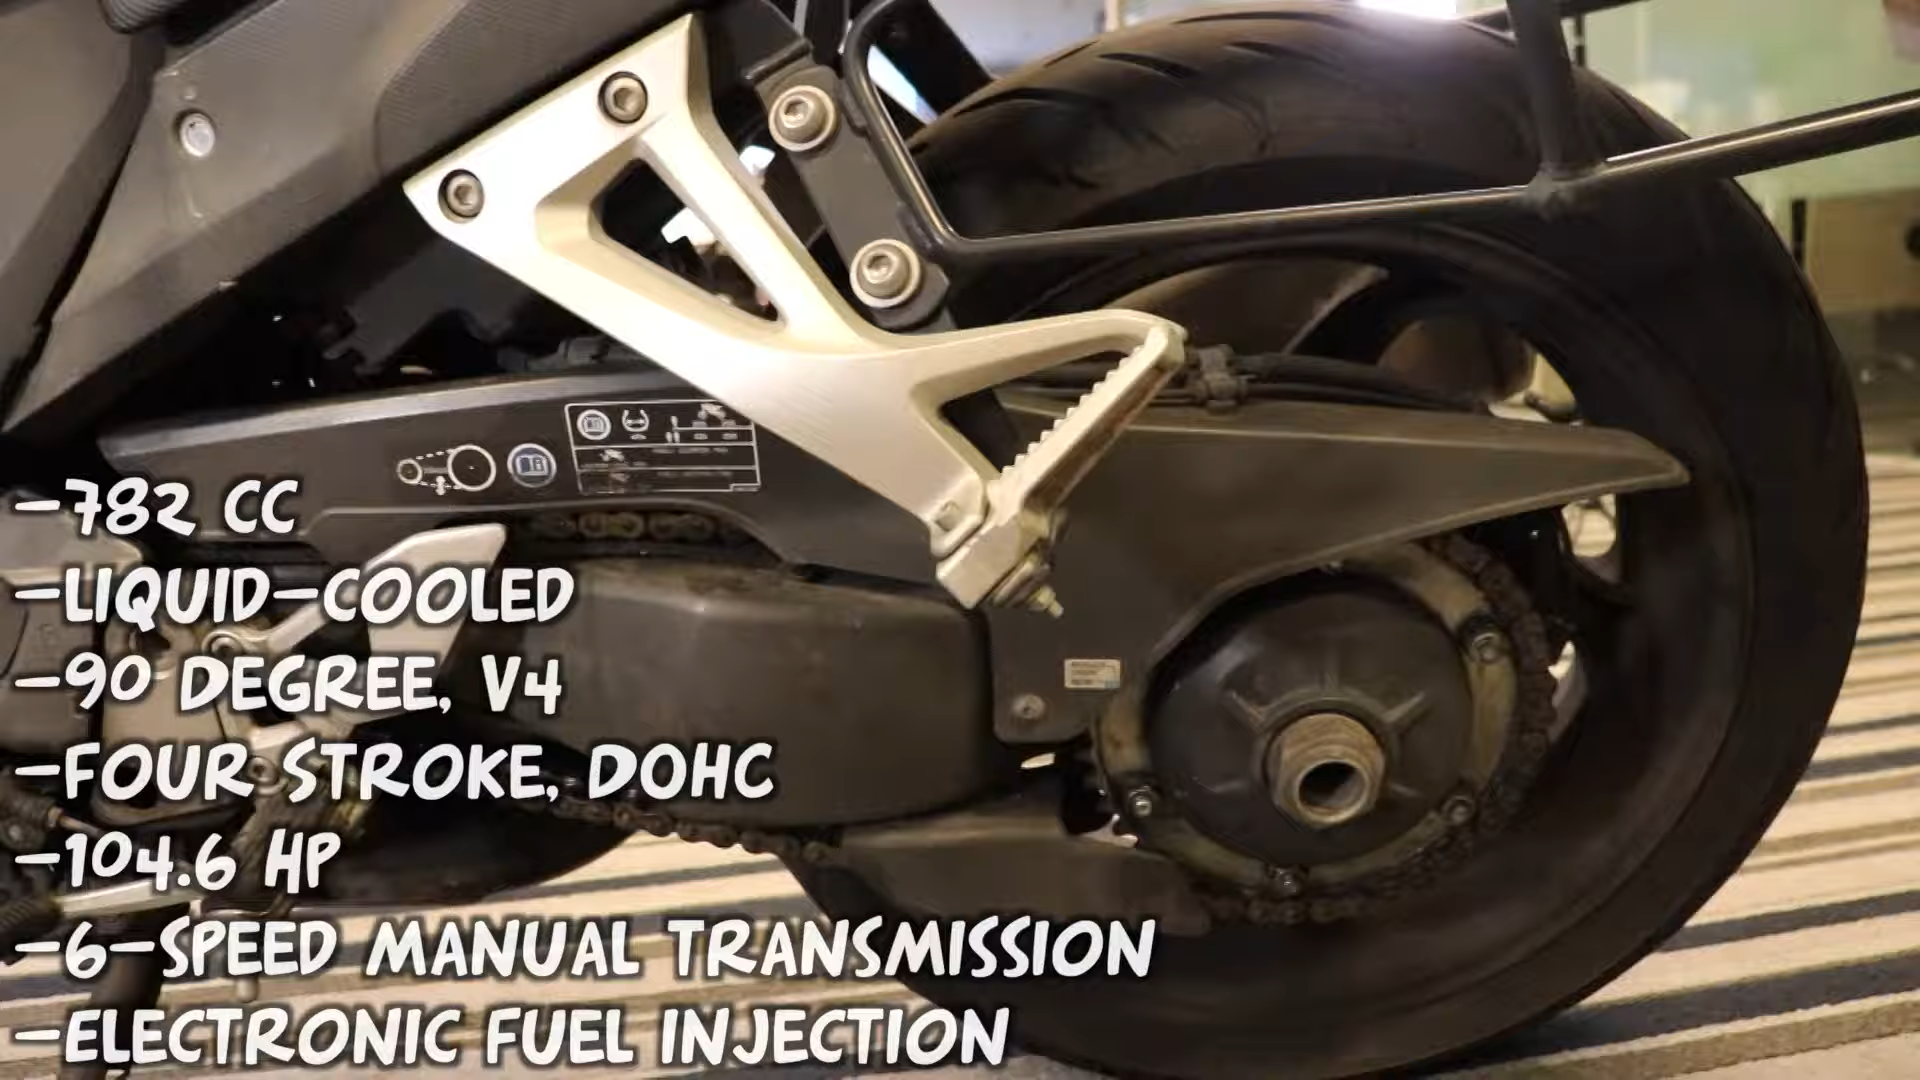 -782 CC
-LIQUID-COOLED
-90 DEGREE, V4
-FOUR STROKE, DOHC
-104.6 HP
-6-SPEED MANUAL TRANSMISSION
-ELECTRONIC FUEL INJECTION